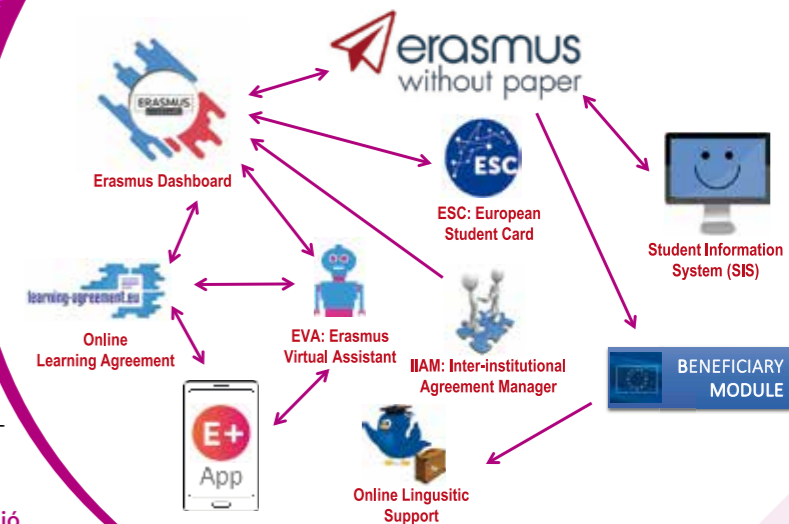 erasmus
without paper
ERASMUS
Erasmus Dashboard
ESC
ESC: European
Student Card
Student Information
System (SIS)
learning-agreement.eu
Online
Learning Agreement
EVA: Erasmus
Virtual Assistant
IIAM: Inter-institutional
Agreement Manager
BENEFICIARY
MODULE
E+
App
Online Lingusitic
Support
-
ió